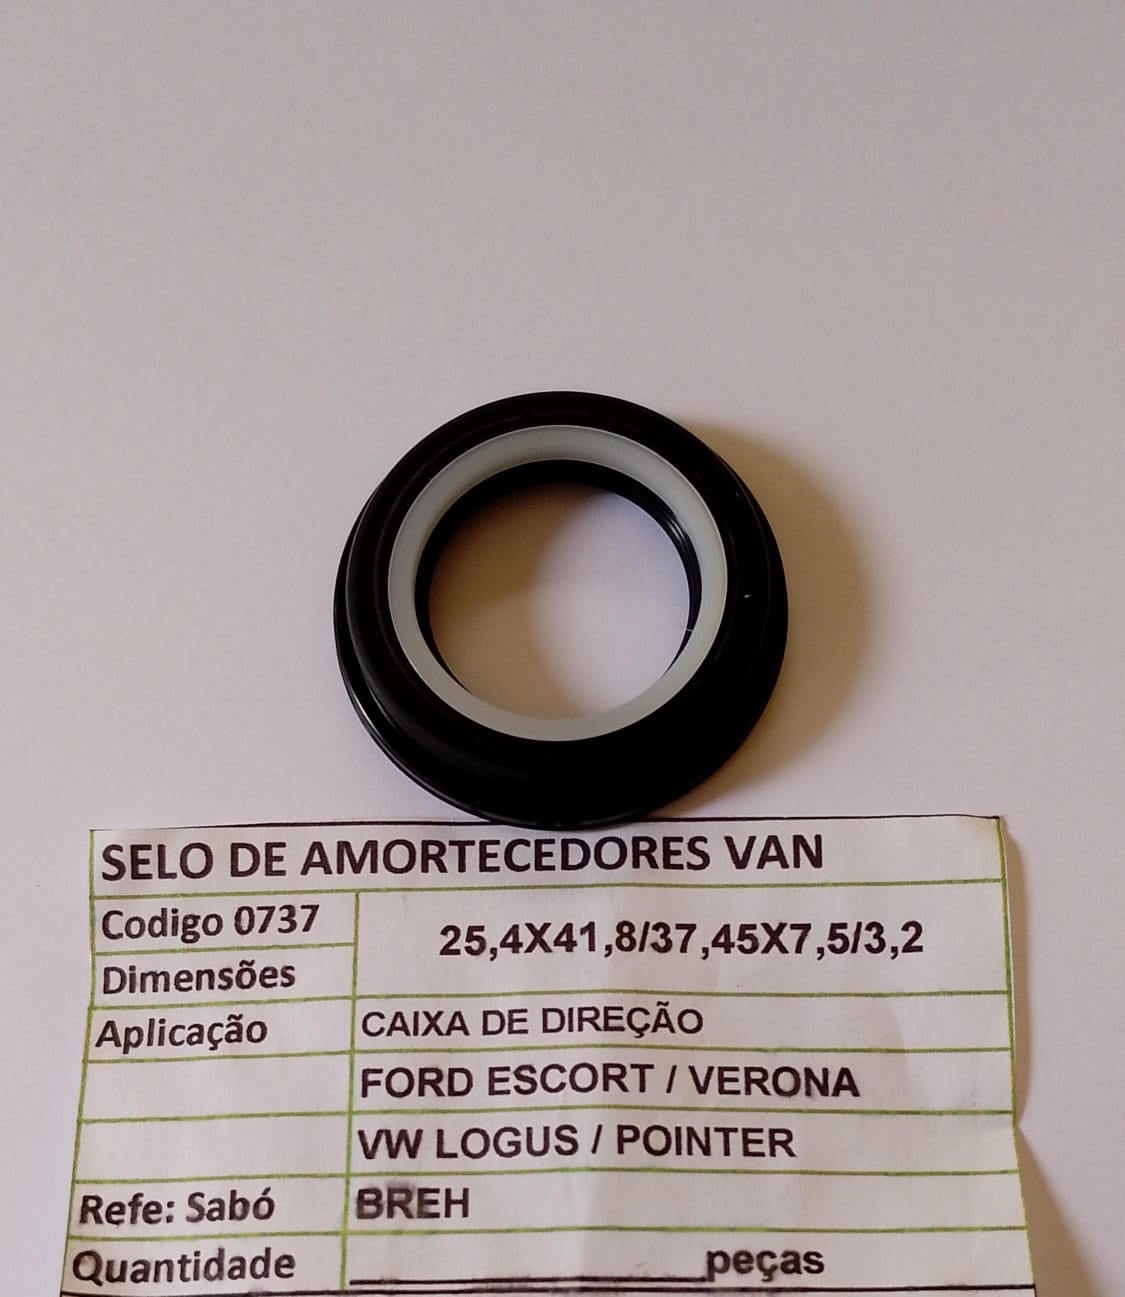 SELO DE AMORTECEDORES VAN
Codigo 0737
25,4X41,8/37,45X7,5/3,2
Dimensões
Aplicação CAIXA DE DIREÇÃO
FORD ESCORT / VERONA
VW LOGUS / POINTER
Refe: Sabó BREH
Quantidade ____________________peças